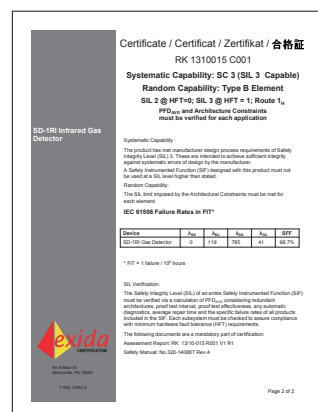 Certificate / Certificat / Zertifikat / 合格証
RK 1310015 C001
Systematic Capability: SC 3 (SIL 3 Capable)
Random Capability: Type B Element
SIL 2 @ HFT=0; SIL 3 @ HFT = 1; Route 1H
PFDAVG and Architecture Constraints
must be verified for each application
SD-1RI Infrared Gas
Detector
Systematic Capability :
The product has met manufacturer design process requirements of Safety
Integrity Level (SIL) 3. These are intended to achieve sufficient integrity
against systematic errors of design by the manufacturer.
A Safety Instrumented Function (SIF) designed with this product must not
be used at a SIL level higher than stated.
Random Capability:
The SIL limit imposed by the Architectural Constraints must be met for
each element.
IEC 61508 Failure Rates in FIT*
Device λSD λSU λDD λDU SFF
SD-1RI Gas Detector 0 119 785 41 96.7%
* FIT = 1 failure / 10⁹ hours
SIL Verification:
The Safety Integrity Level (SIL) of an entire Safety Instrumented Function (SIF)
must be verified via a calculation of PFDAVG considering redundant
architectures, proof test interval, proof test effectiveness, any automatic
diagnostics, average repair time and the specific failure rates of all products
included in the SIF. Each subsystem must be checked to assure compliance
with minimum hardware fault tolerance (HFT) requirements.
The following documents are a mandatory part of certification:
Assessment Report: RK 13/10-015 R001 V1 R1
Safety Manual: No.320-14066T Rev.4
exida
CERTIFICATION
64 N Main St
Sellersville, PA 18960
Page 2 of 2